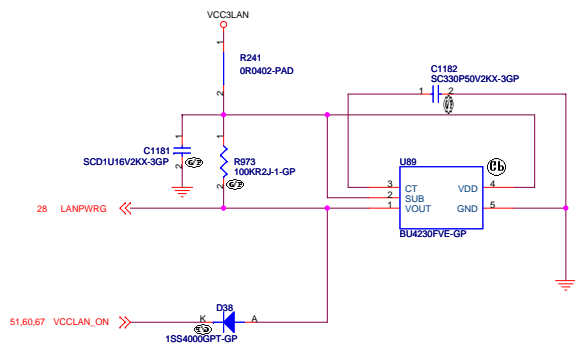 VCC3LAN
1
R241
0R0402-PAD
2
C1182
SC330P50V2KX-3GP
1 2
1
C1181
SCD1U16V2KX-3GP
2
1
R973
100KR2J-1-GP
2
U89
3 CT VDD 4
2 SUB
1 VOUT GND 5
BU4230FVE-GP
28 LANPWRG
51,60,67 VCCLAN_ON
D38
K A
1SS4000GPT-GP